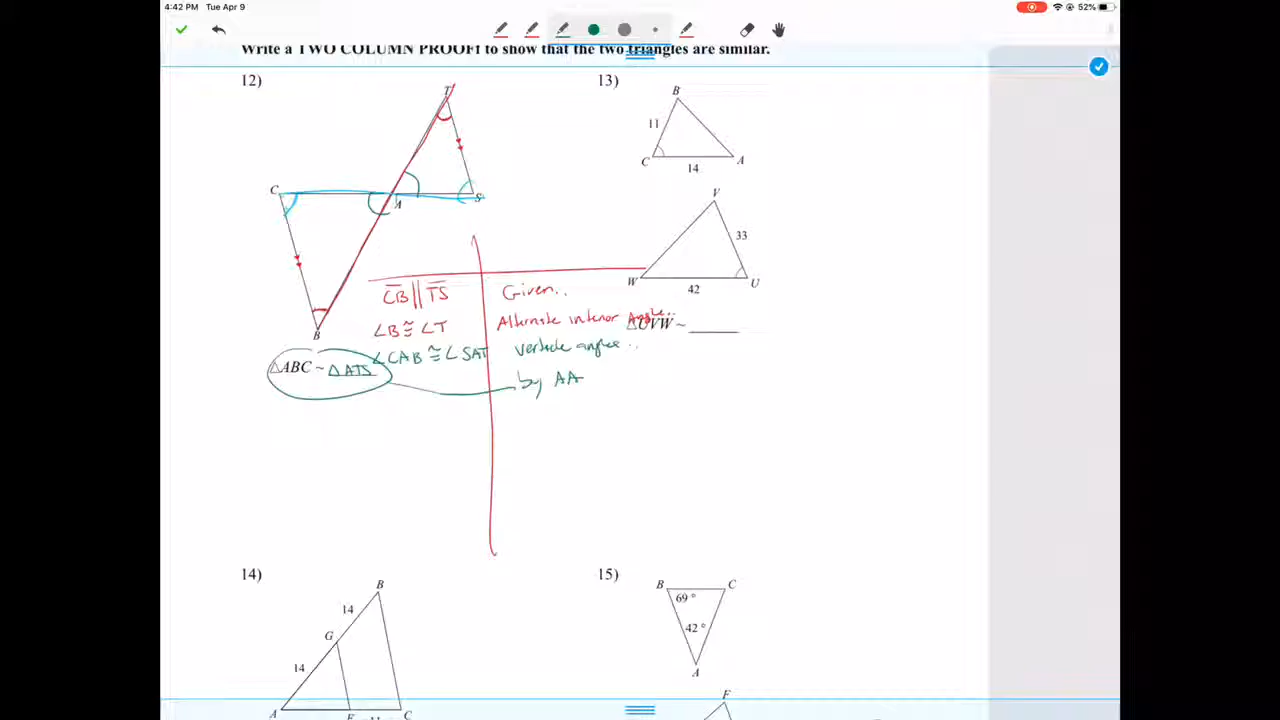 4:42 PM Tue Apr 9
52%
Write a TWO COLUMN PROOF! to show that the two triangles are similar.
12)
T
C
A
S
B
CB || TS Given..
∠B ≅ ∠T Alternate interior Angle..
∠CAB ≅ ∠SAT vertical angles..
△ABC ~ △ATS
by AA
13)
B
11
C
14
A
V
33
W
42
U
△UVW ~
14)
B
14
G
14
A
C
15)
B
C
69 °
42 °
A
F